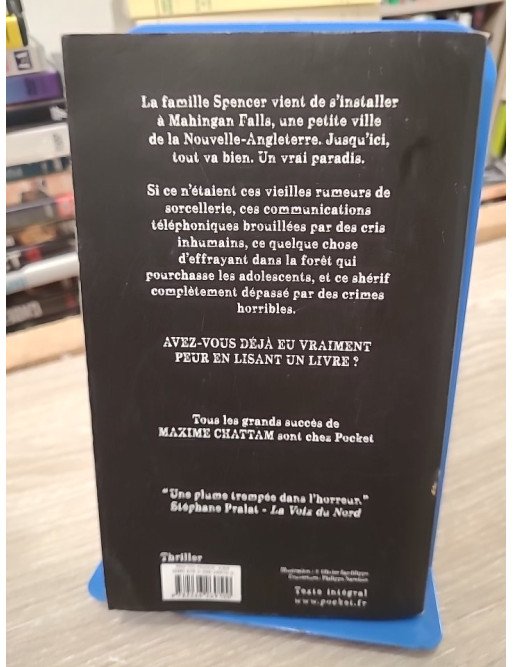 La famille Spencer vient de s'installer
à Mahingan Falls, une petite ville
de la Nouvelle-Angleterre. Jusqu'ici,
tout va bien. Un vrai paradis.
Si ce n'étaient ces vieilles rumeurs de
sorcellerie, ces communications
téléphoniques brouillées par des cris
inhumains, ce quelque chose
d'effrayant dans la forêt qui
pourchasse les adolescents, et ce shérif
complètement dépassé par des crimes
horribles.
AVEZ-VOUS DÉJÀ EU VRAIMENT
PEUR EN LISANT UN LIVRE ?
Tous les grands succès de
MAXIME CHATTAM sont chez Pocket
"Une plume trempée dans l'horreur."
Stéphane Pralat - La Voix du Nord
Thriller
Texte intégral
www.pocket.fr